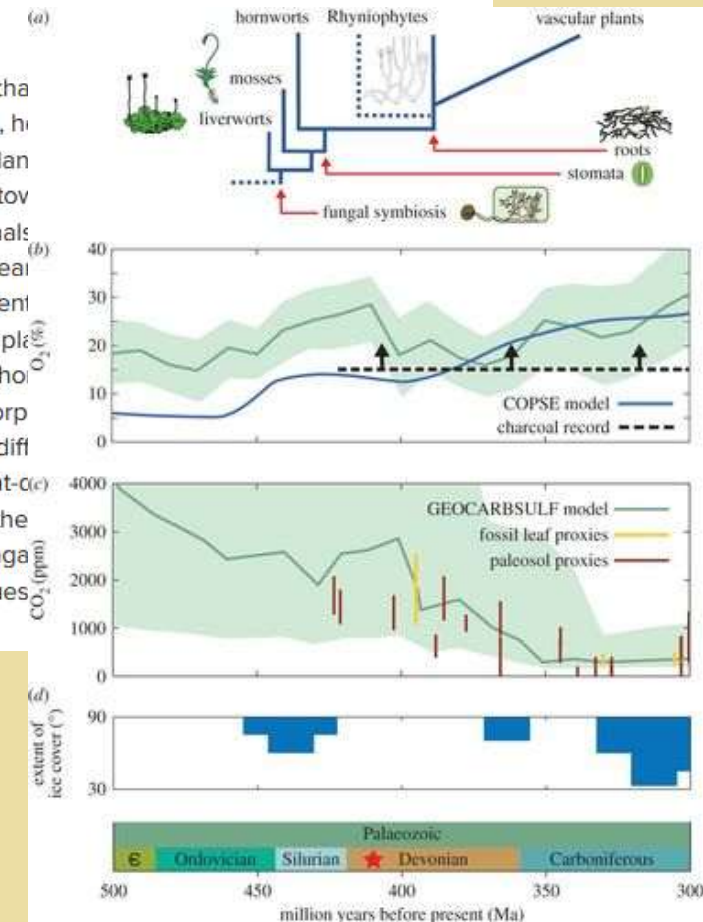 (a)
hornworts Rhyniophytes vascular plants
mosses
liverworts
roots
stomata
fungal symbiosis
(b)
40
30
20
10
0
O2 (%)
COPSE model
charcoal record
(c)
4000
3000
2000
1000
0
CO2 (ppm)
GEOCARBSULF model
fossil leaf proxies
paleosol proxies
(d)
90
30
extent of
ice cover (°)
Palaeozoic
Є Ordovician Silurian Devonian Carboniferous
500 450 400 350 300
million years before present (Ma)